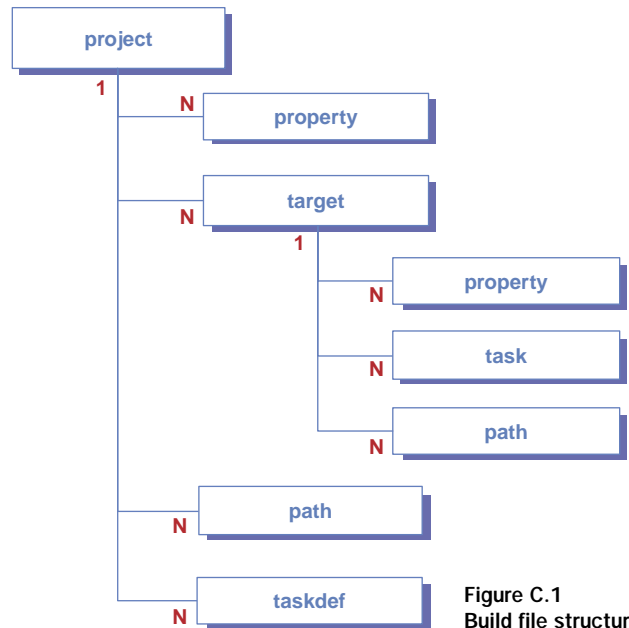 project
1
N
property
target
N
1
property
N
task
N
path
N
path
N
taskdef
N
Figure C.1
Build file structur